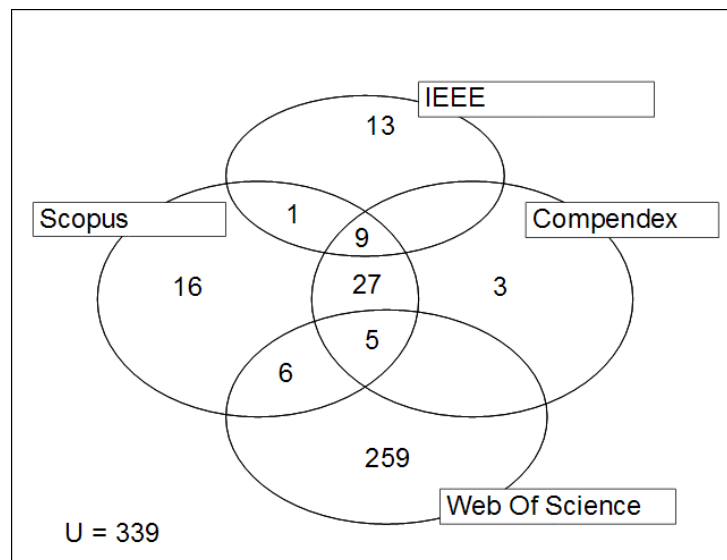 IEEE
13
Scopus
1
9
Compendex
16
27
3
5
6
259
Web Of Science
U = 339